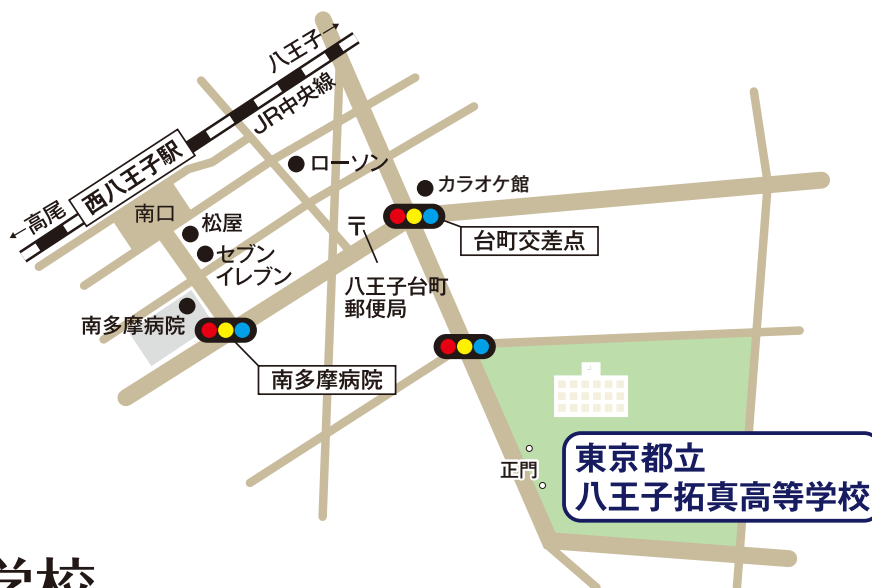 八王子→
JR中央線
西八王子駅
←高尾
南口
ローソン
カラオケ館
松屋
セブン
イレブン
〒
台町交差点
八王子台町
郵便局
南多摩病院
南多摩病院
正門
東京都立
八王子拓真高等学校
学校